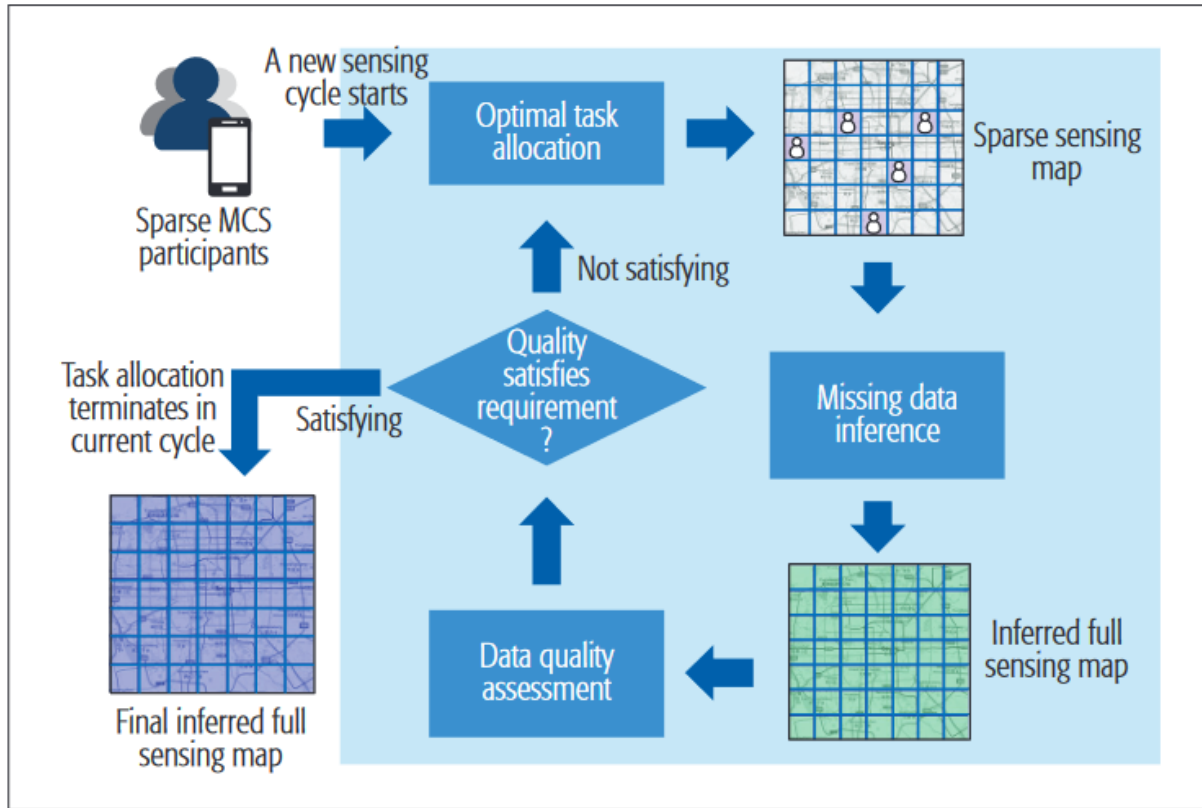 A new sensing
cycle starts
Sparse MCS
participants
Optimal task
allocation
Sparse sensing
map
Not satisfying
Quality
satisfies
requirement
?
Satisfying
Task allocation
terminates in
current cycle
Missing data
inference
Inferred full
sensing map
Data quality
assessment
Final inferred full
sensing map